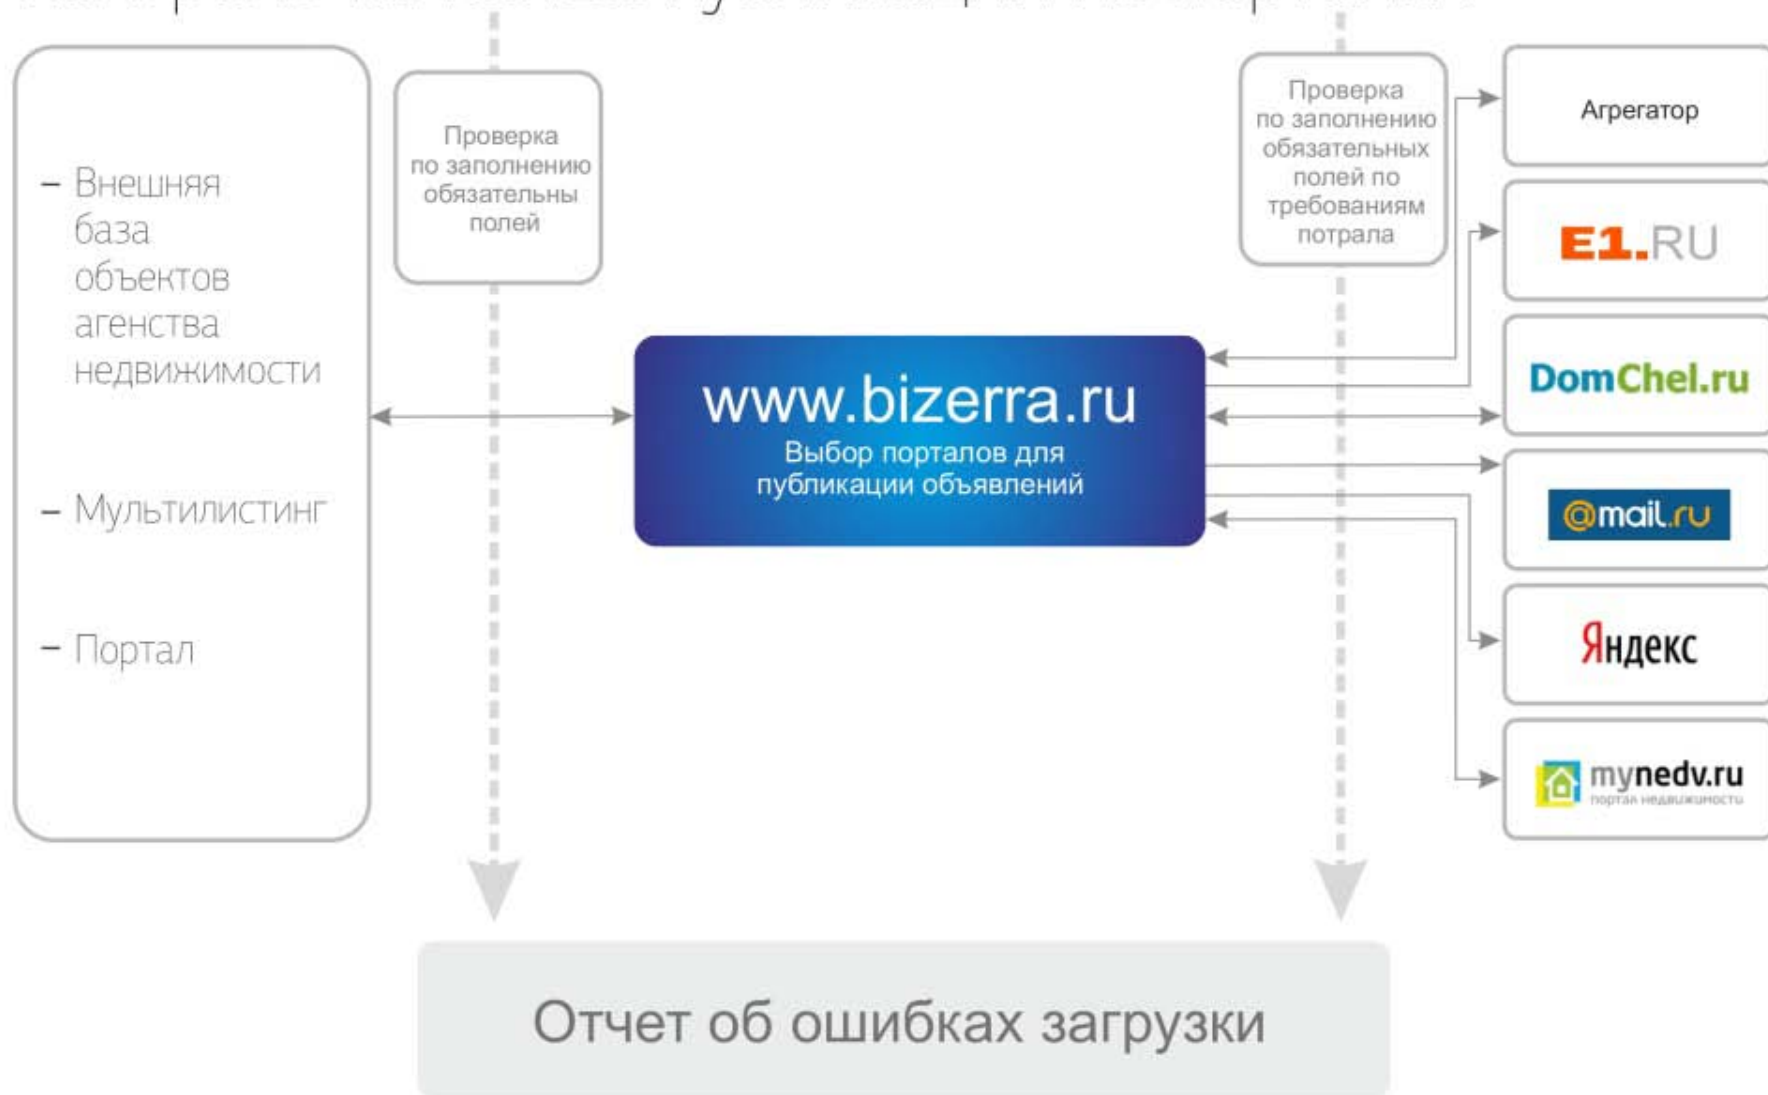 – Внешняя
база
объектов
агенства
недвижимости
– Мультилистинг
– Портал
Проверка
по заполнению
обязательны
полей
www.bizerra.ru
Выбор порталов для
публикации объявлений
Проверка
по заполнению
обязательных
полей по
требованиям
потрала
Агрегатор
E1.RU
DomChel.ru
@mail.ru
Яндекс
mynedv.ru
портал недвижимости
Отчет об ошибках загрузки